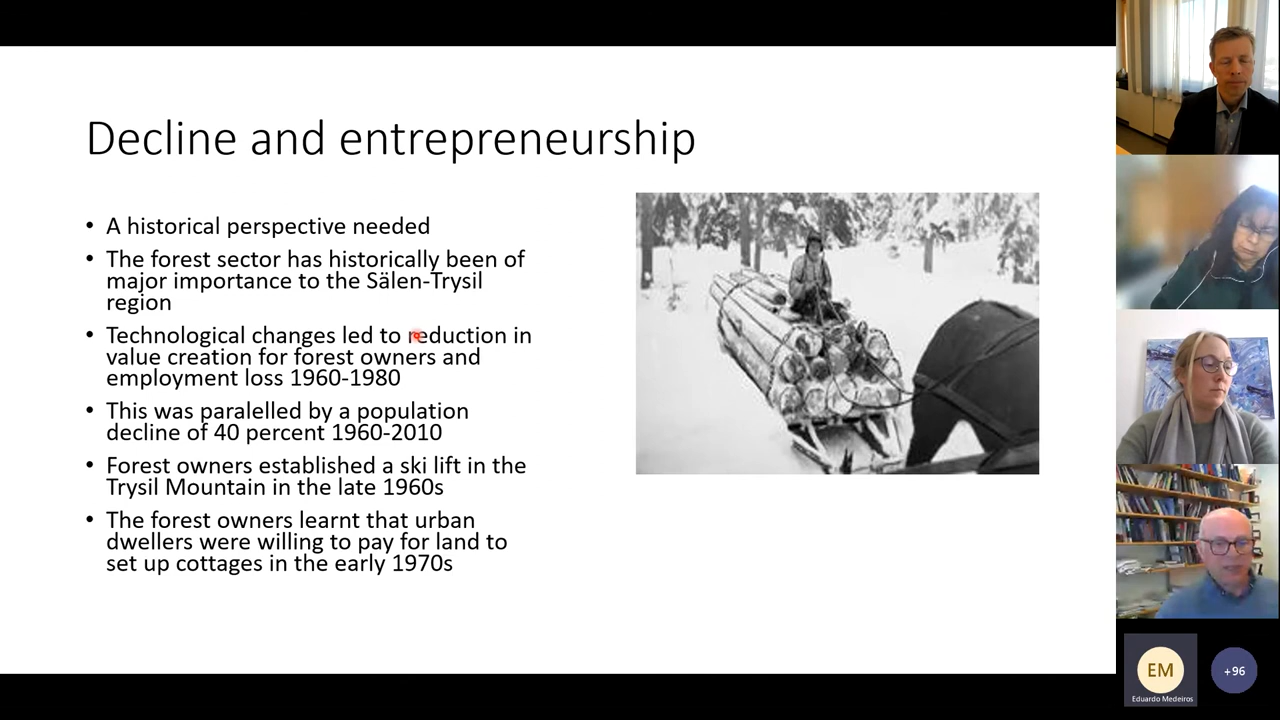 Decline and entrepreneurship
• A historical perspective needed
• The forest sector has historically been of
major importance to the Sälen-Trysil
region
• Technological changes led to reduction in
value creation for forest owners and
employment loss 1960-1980
• This was paralelled by a population
decline of 40 percent 1960-2010
• Forest owners established a ski lift in the
Trysil Mountain in the late 1960s
• The forest owners learnt that urban
dwellers were willing to pay for land to
set up cottages in the early 1970s
EM
Eduardo Medeiros
+96